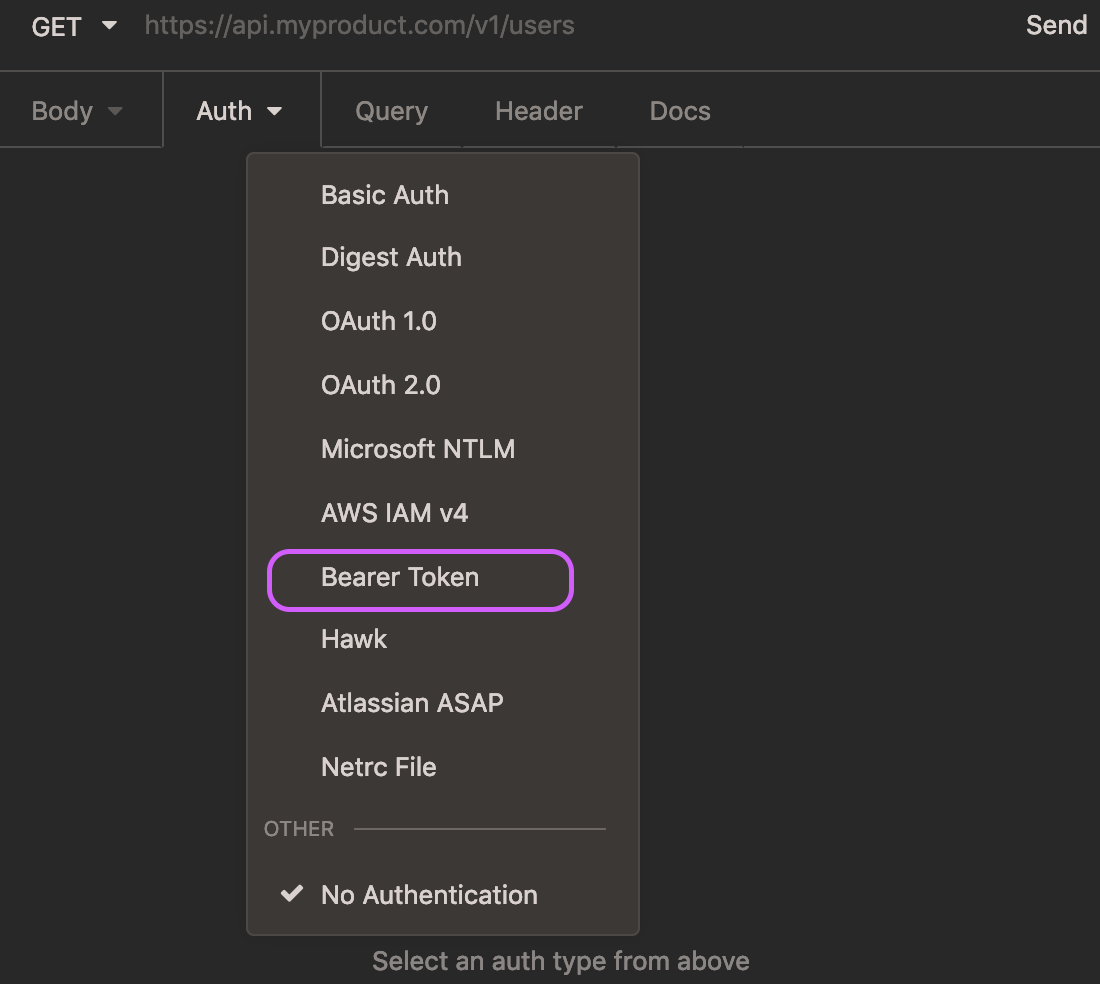 GET https://api.myproduct.com/v1/users Send
Body Auth Query Header Docs
Basic Auth
Digest Auth
OAuth 1.0
OAuth 2.0
Microsoft NTLM
AWS IAM v4
Bearer Token
Hawk
Atlassian ASAP
Netrc File
OTHER
No Authentication
Select an auth type from above